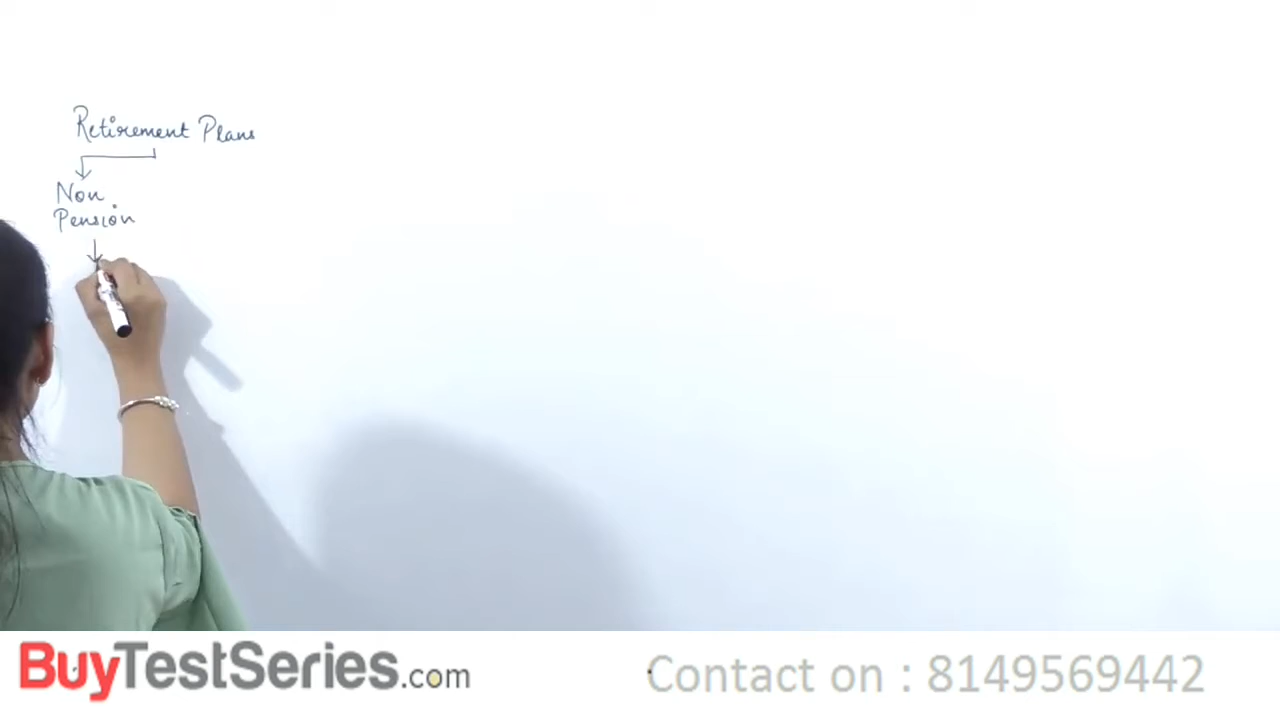 Retirement Plans
Non
Pension
BuyTestSeries.com
Contact on : 8149569442